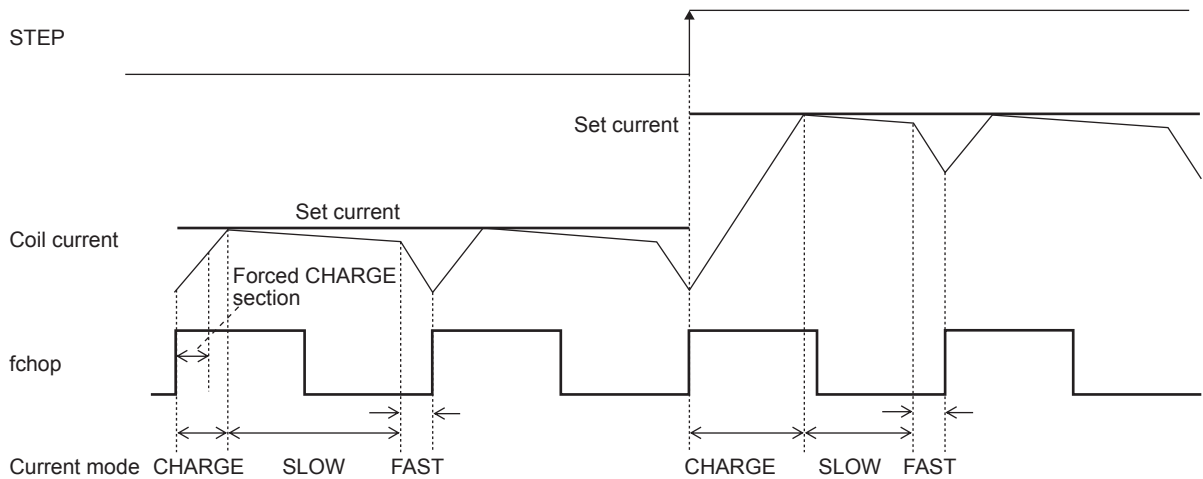 STEP
Set current
Set current
Coil current
Forced CHARGE
section
fchop
Current mode CHARGE SLOW FAST CHARGE SLOW FAST